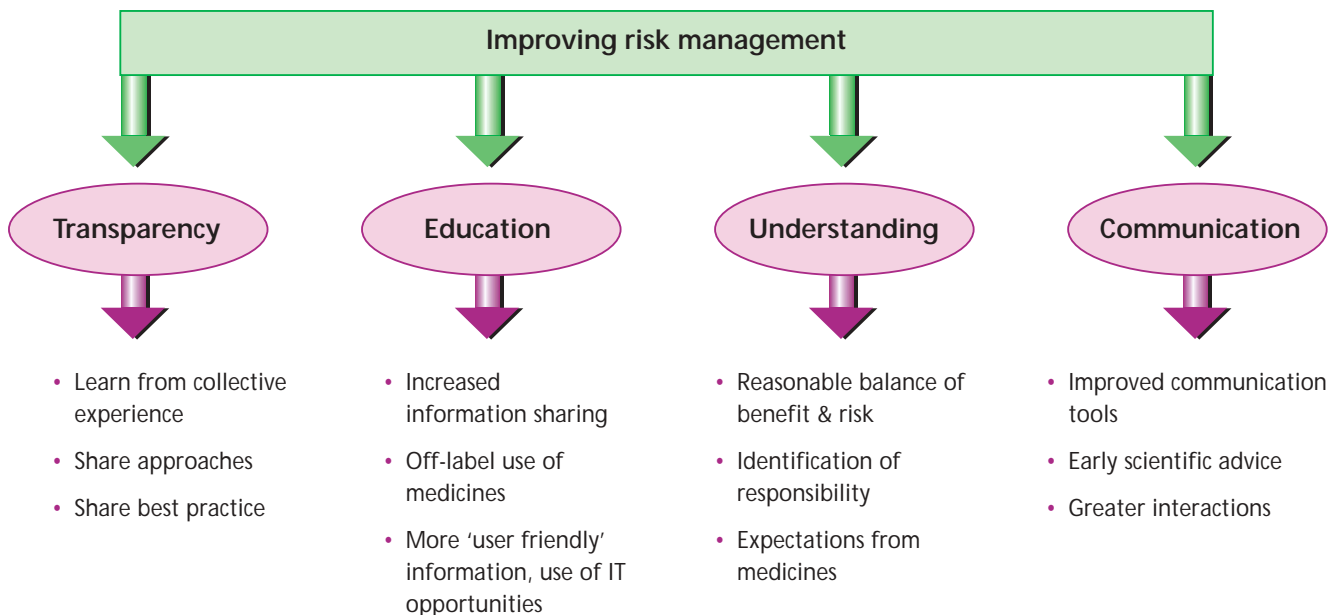 Improving risk management
Transparency
Education
Understanding
Communication
• Learn from collective
experience
• Share approaches
• Share best practice
• Increased
information sharing
• Off-label use of
medicines
• More ‘user friendly’
information, use of IT
opportunities
• Reasonable balance of
benefit & risk
• Identification of
responsibility
• Expectations from
medicines
• Improved communication
tools
• Early scientific advice
• Greater interactions